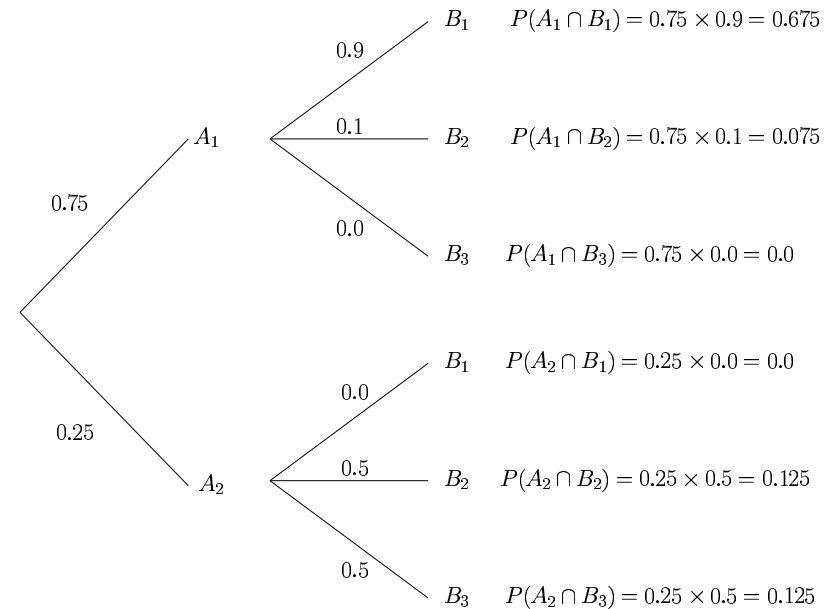 B₁ P(A₁ ∩ B₁) = 0.75 × 0.9 = 0.675
0.9
0.1
A₁ B₂ P(A₁ ∩ B₂) = 0.75 × 0.1 = 0.075
0.75
0.0
B₃ P(A₁ ∩ B₃) = 0.75 × 0.0 = 0.0
B₁ P(A₂ ∩ B₁) = 0.25 × 0.0 = 0.0
0.0
0.25
0.5
A₂ B₂ P(A₂ ∩ B₂) = 0.25 × 0.5 = 0.125
0.5
B₃ P(A₂ ∩ B₃) = 0.25 × 0.5 = 0.125